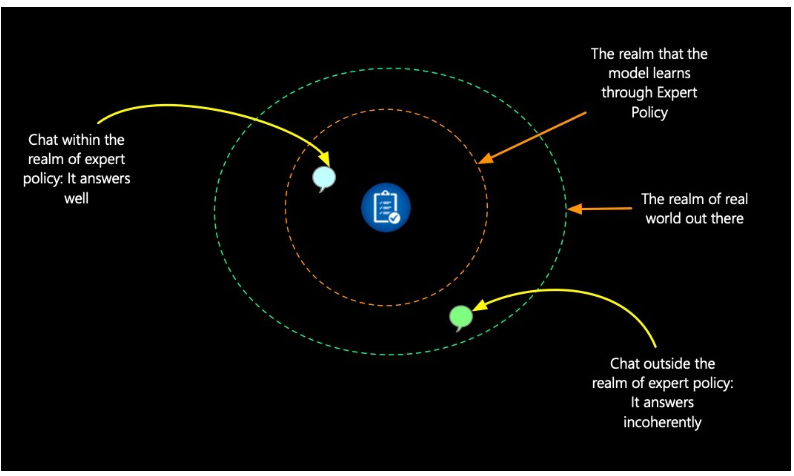 The realm that the
model learns
through Expert
Policy
Chat within the
realm of expert
policy: It answers
well
The realm of real
world out there
Chat outside the
realm of expert policy:
It answers
incoherently